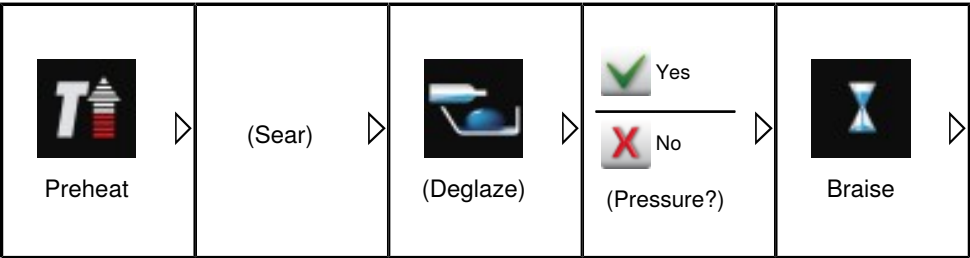 Preheat
(Sear)
(Deglaze)
Yes
No
(Pressure?)
Braise